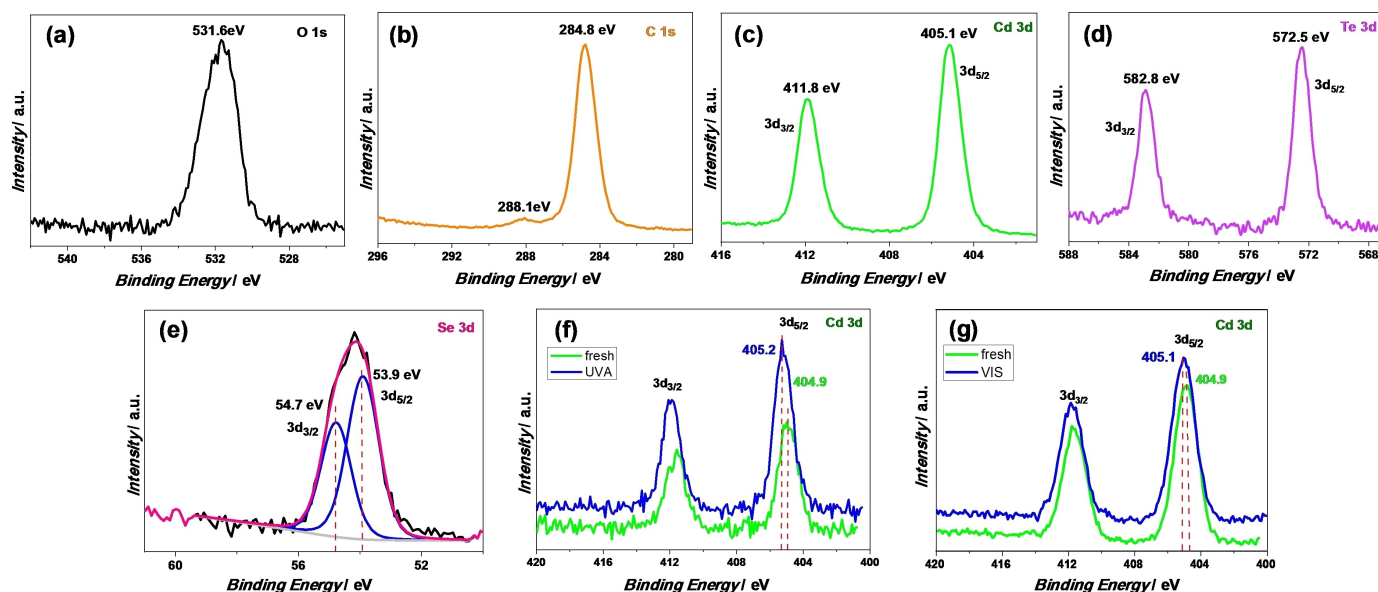 (a)
531.6eV
O 1s
Intensity/ a.u.
540 536 532 528
Binding Energy/ eV
(b)
284.8 eV
C 1s
288.1eV
Intensity/ a.u.
296 292 288 284 280
Binding Energy/ eV
(c)
405.1 eV
Cd 3d
3d5/2
411.8 eV
3d3/2
Intensity/ a.u.
416 412 408 404
Binding Energy/ eV
(d)
572.5 eV
Te 3d
582.8 eV
3d5/2
3d3/2
Intensity/ a.u.
588 584 580 576 572 568
Binding Energy/ eV
(e)
Se 3d
53.9 eV
3d5/2
54.7 eV
3d3/2
Intensity/ a.u.
60 56 52
Binding Energy/ eV
(f)
3d5/2
Cd 3d
fresh
UVA
405.2
404.9
3d3/2
Intensity/ a.u.
420 416 412 408 404 400
Binding Energy/ eV
(g)
Cd 3d
3d5/2
fresh
VIS
405.1
404.9
3d3/2
Intensity/ a.u.
420 416 412 408 404 400
Binding Energy/ eV